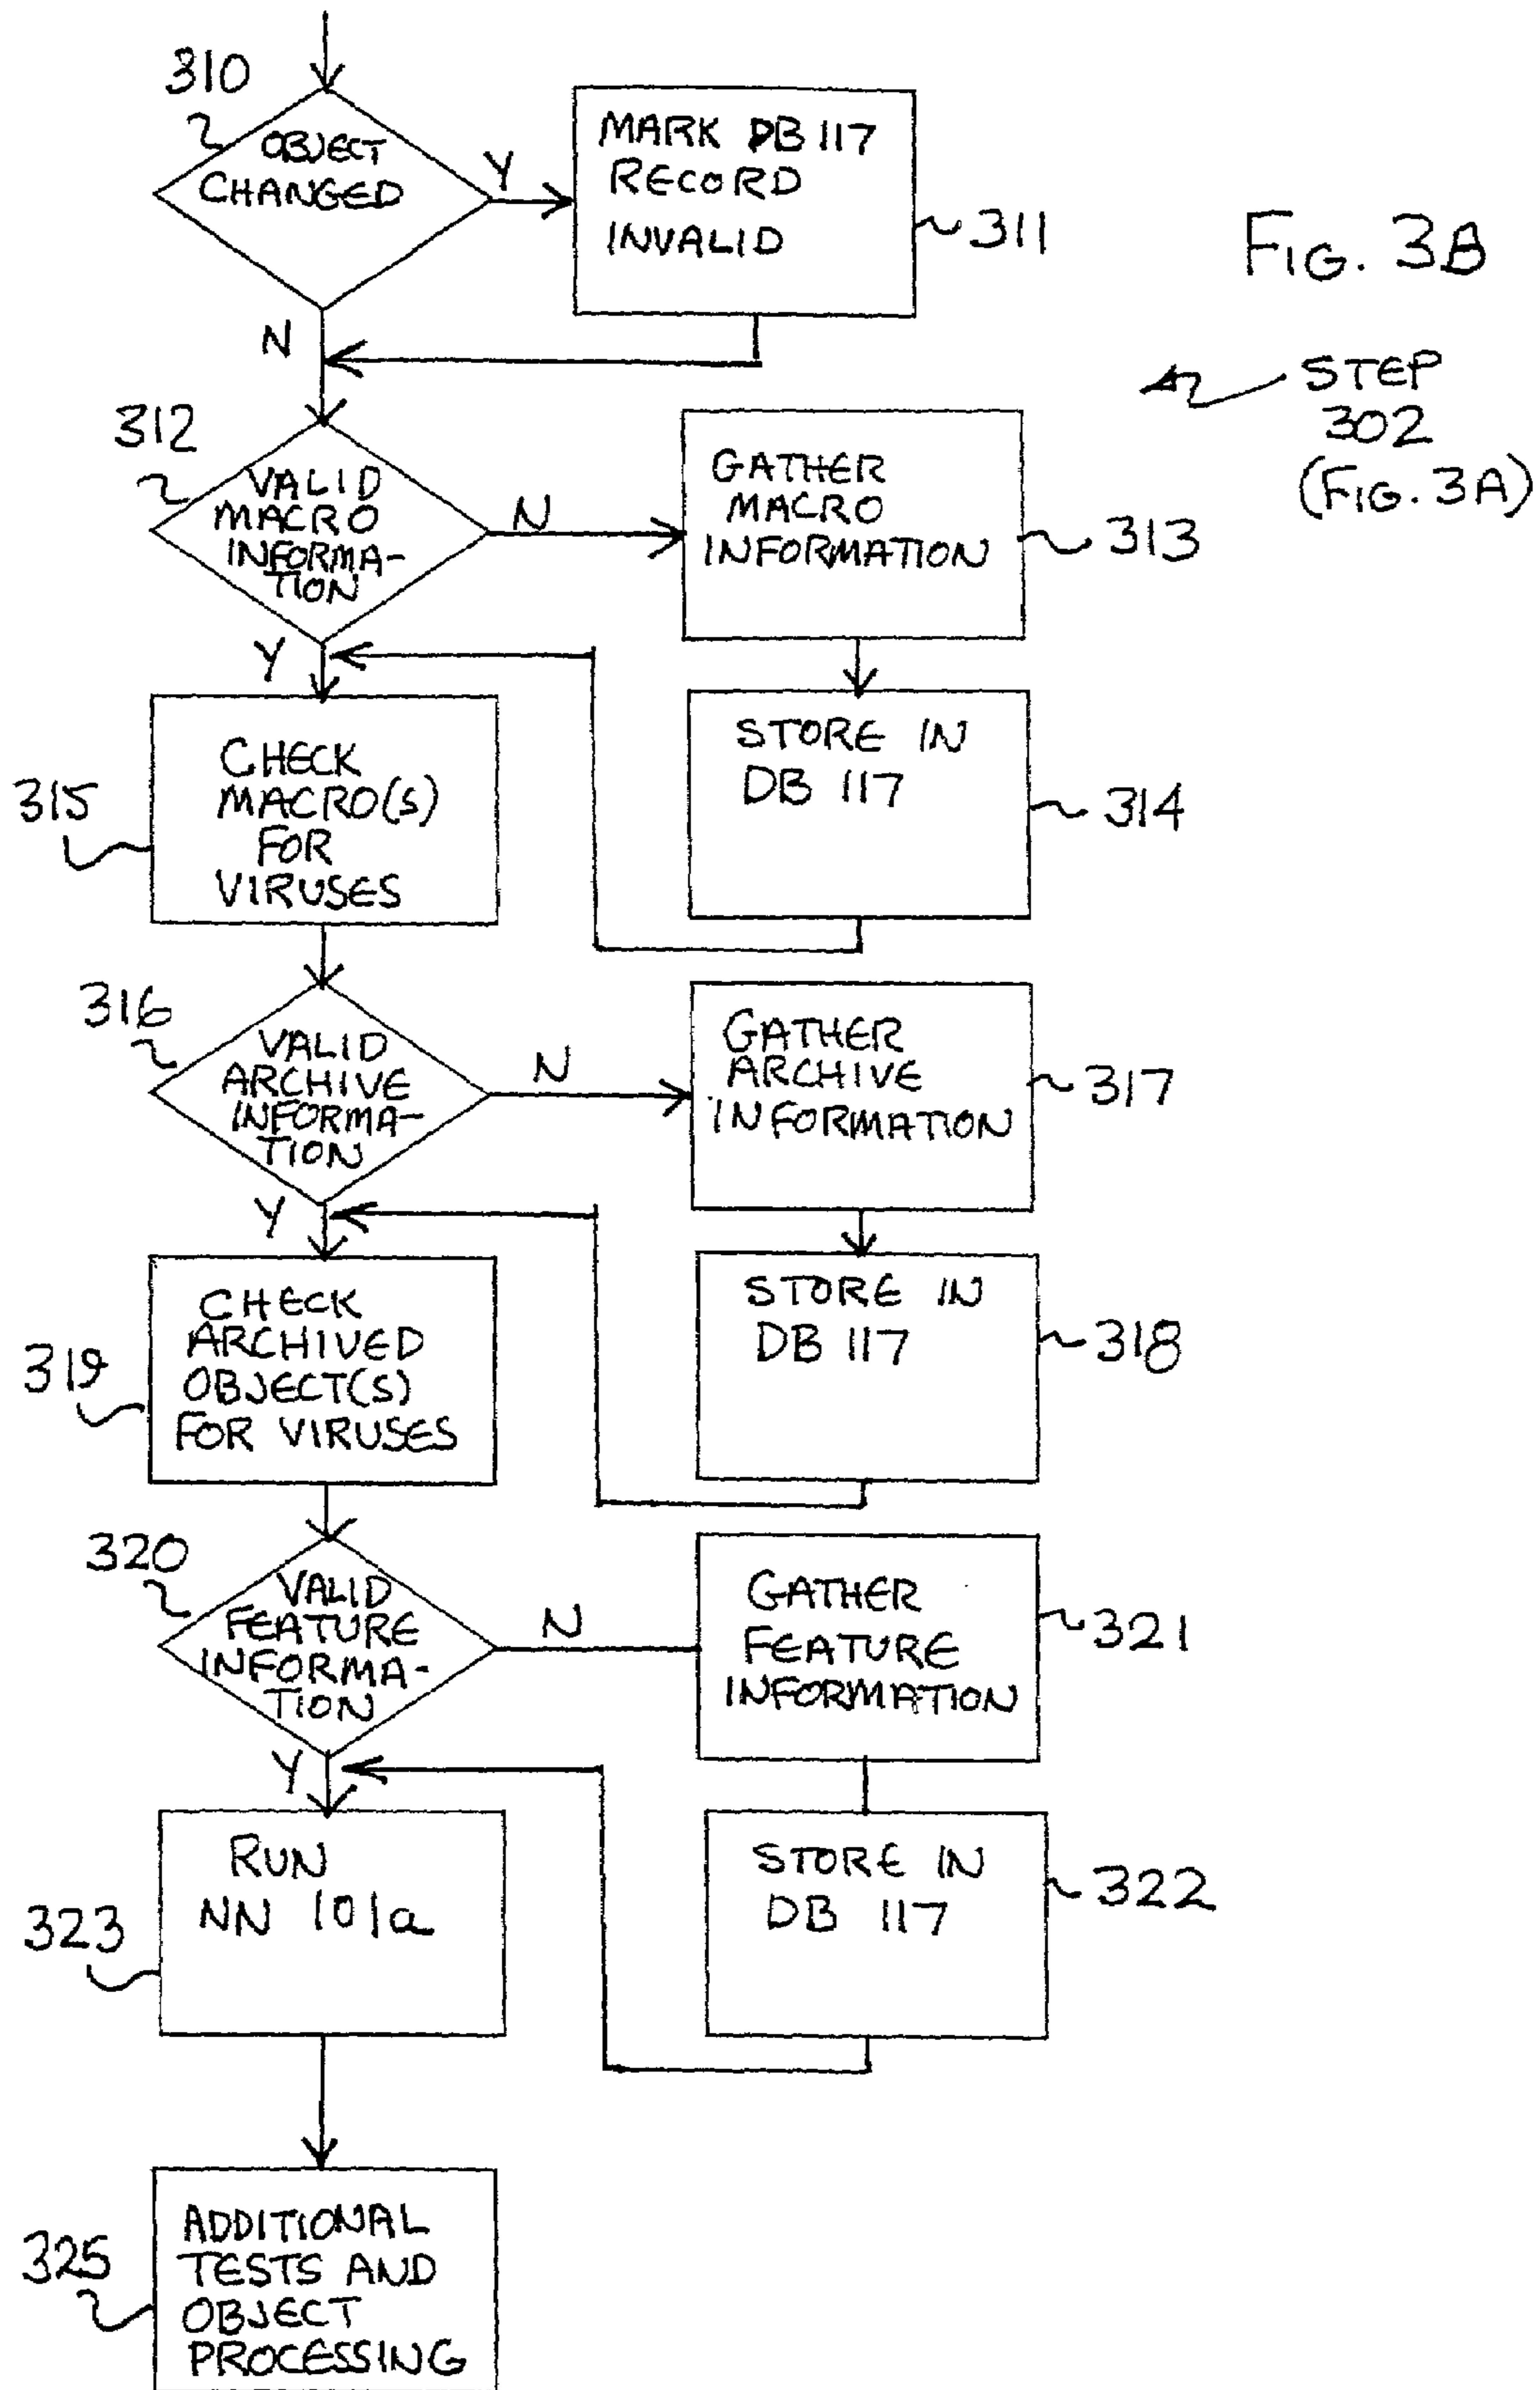 310
OBJECT
CHANGED
Y
N
MARK DB 117
RECORD
INVALID
311
FIG. 3B
STEP
302
(FIG. 3A)
312
VALID
MACRO
INFORMA-
TION
N
Y
GATHER
MACRO
INFORMATION
313
STORE IN
DB 117
314
315
CHECK
MACRO(S)
FOR
VIRUSES
316
VALID
ARCHIVE
INFORMA-
TION
N
Y
GATHER
ARCHIVE
INFORMATION
317
STORE IN
DB 117
318
319
CHECK
ARCHIVED
OBJECT(S)
FOR VIRUSES
320
VALID
FEATURE
INFORMA-
TION
N
Y
GATHER
FEATURE
INFORMATION
321
STORE IN
DB 117
322
323
RUN
NN 101a
325
ADDITIONAL
TESTS AND
OBJECT
PROCESSING